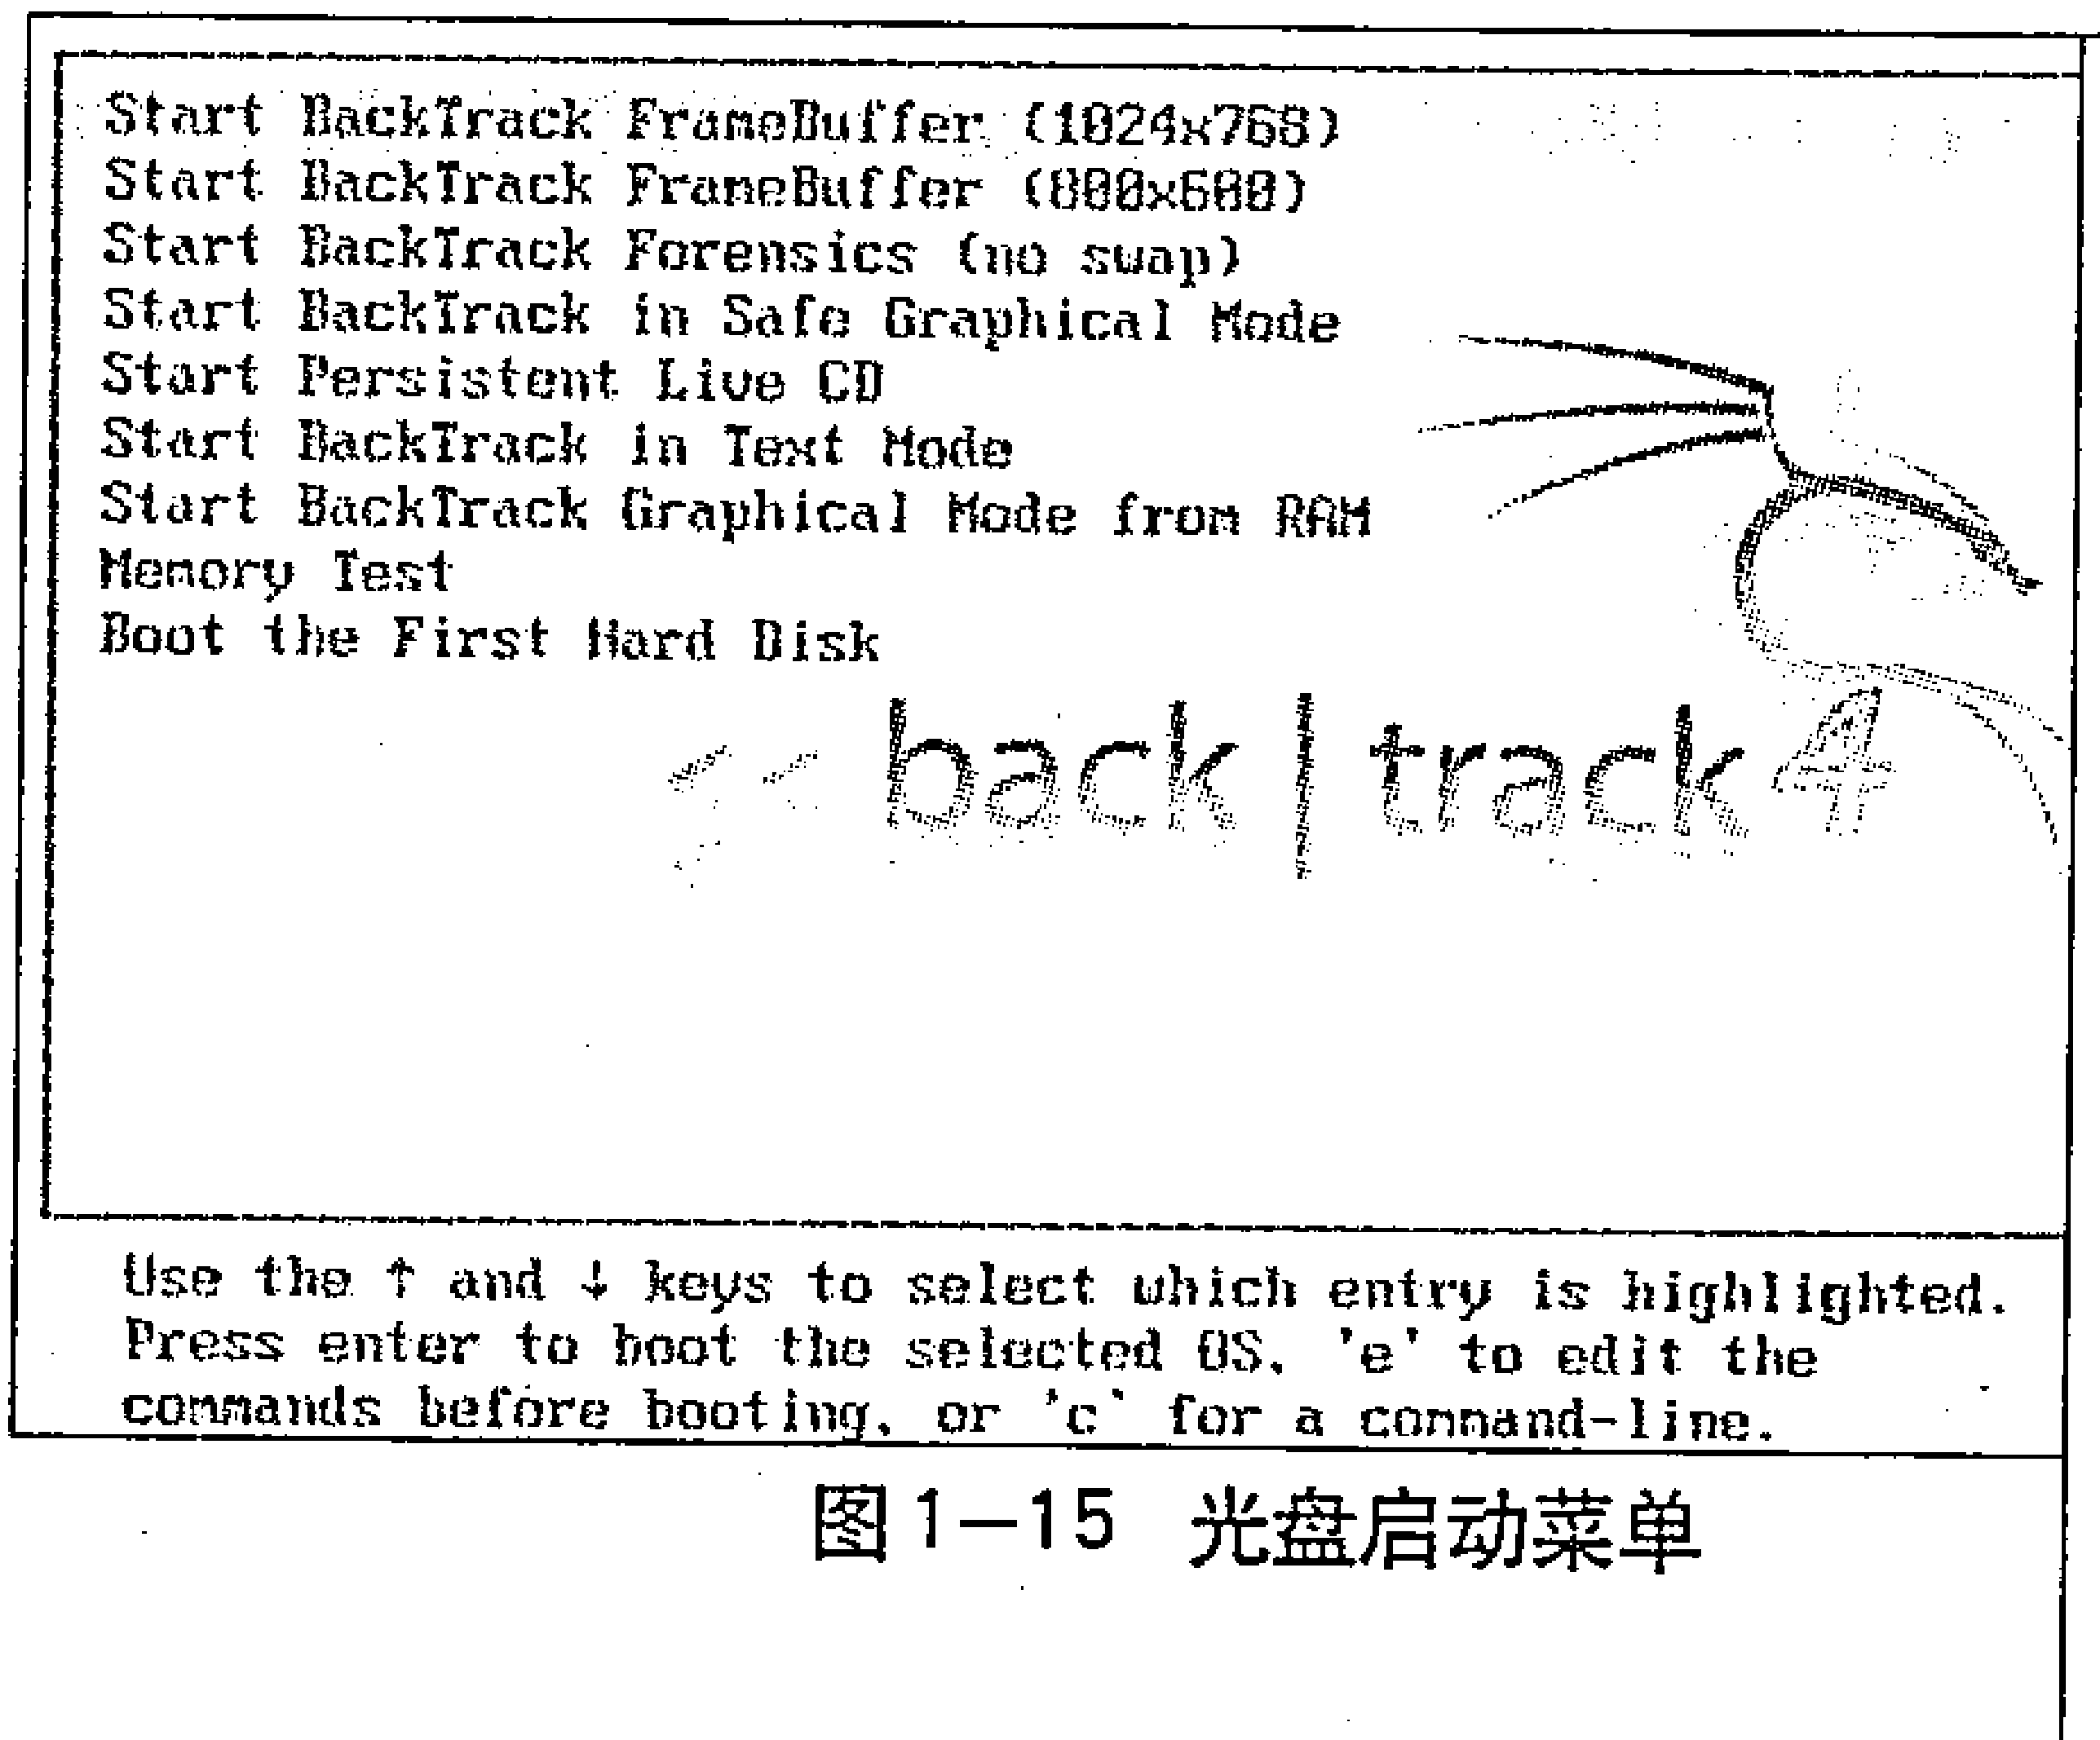 Start BackTrack FrameBuffer (1024x768)
Start BackTrack FrameBuffer (800x600)
Start BackTrack Forensics (no swap)
Start BackTrack in Safe Graphical Mode
Start Persistent Live CD
Start BackTrack in Text Mode
Start BackTrack Graphical Mode from RAM
Memory Test
Boot the First Hard Disk
<< back | track 4
Use the ↑ and ↓ keys to select which entry is highlighted.
Press enter to boot the selected OS, 'e' to edit the
commands before booting, or 'c' for a command-line.
图1-15 光盘启动菜单